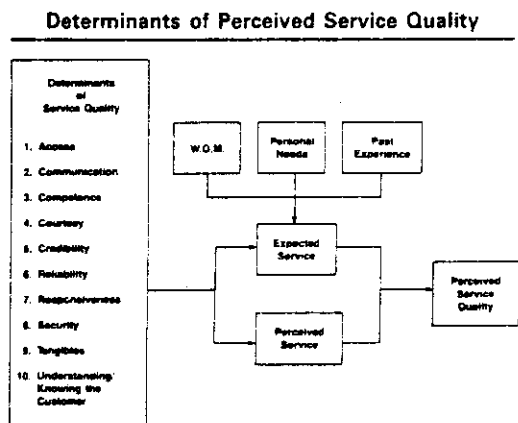 Determinants of Perceived Service Quality
Determinants
of
Service Quality
1. Access
2. Communication
3. Competence
4. Courtesy
5. Credibility
6. Reliability
7. Responsiveness
8. Security
9. Tangibles
10. Understanding/
Knowing the
Customer
W.O.M.
Personal
Needs
Past
Experience
Expected
Service
Perceived
Service
Perceived
Service
Quality